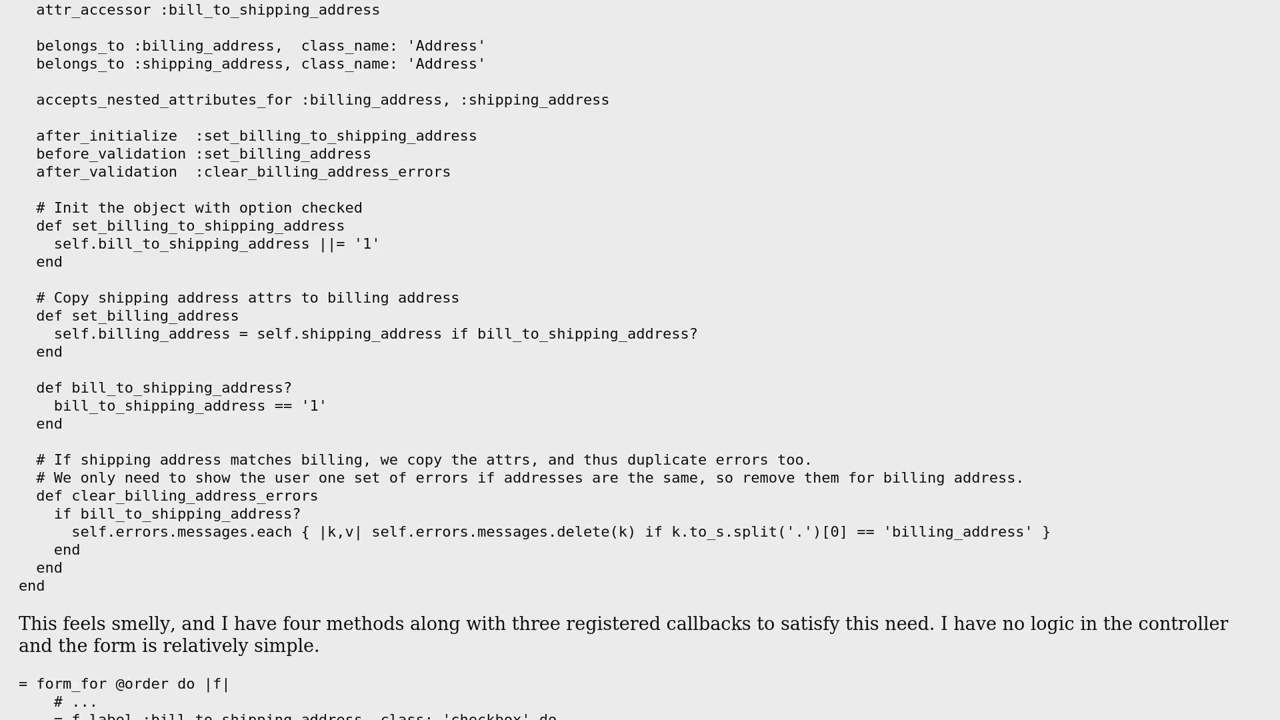 attr_accessor :bill_to_shipping_address
belongs_to :billing_address,  class_name: 'Address'
belongs_to :shipping_address, class_name: 'Address'
accepts_nested_attributes_for :billing_address, :shipping_address
after_initialize  :set_billing_to_shipping_address
before_validation :set_billing_address
after_validation  :clear_billing_address_errors
# Init the object with option checked
def set_billing_to_shipping_address
self.bill_to_shipping_address ||= '1'
end
# Copy shipping address attrs to billing address
def set_billing_address
self.billing_address = self.shipping_address if bill_to_shipping_address?
end
def bill_to_shipping_address?
bill_to_shipping_address == '1'
end
# If shipping address matches billing, we copy the attrs, and thus duplicate errors too.
# We only need to show the user one set of errors if addresses are the same, so remove them for billing address.
def clear_billing_address_errors
if bill_to_shipping_address?
self.errors.messages.each { |k,v| self.errors.messages.delete(k) if k.to_s.split('.')[0] == 'billing_address' }
end
end
end
This feels smelly, and I have four methods along with three registered callbacks to satisfy this need. I have no logic in the controller
and the form is relatively simple.
= form_for @order do |f|
# ...
= f.label :bill_to_shipping_address, class: 'checkbox' do